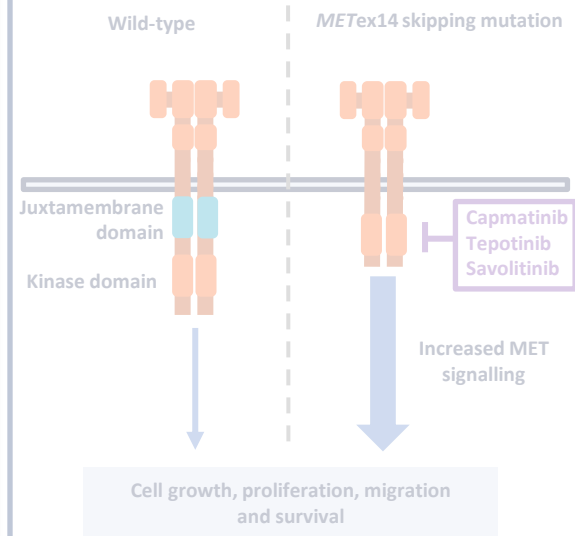 Wild-type
METex14 skipping mutation
Juxtamembrane
domain
Kinase domain
Capmatinib
Tepotinib
Savolitinib
Increased MET
signalling
Cell growth, proliferation, migration
and survival